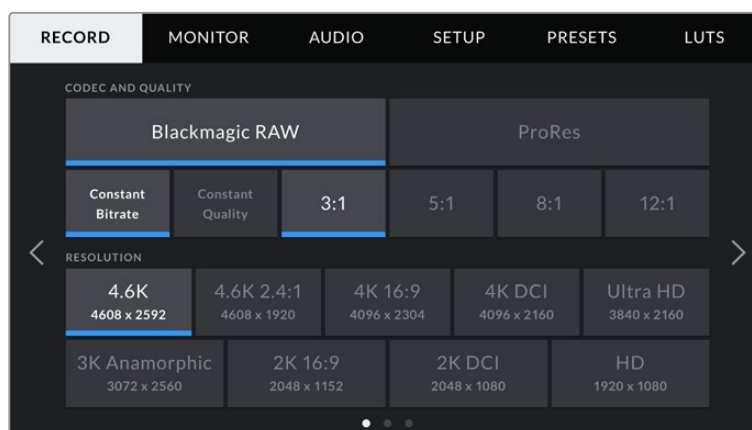 RECORD MONITOR AUDIO SETUP PRESETS LUTS
CODEC AND QUALITY
Blackmagic RAW ProRes
Constant Bitrate Constant Quality 3:1 5:1 8:1 12:1
RESOLUTION
4.6K 4.6K 2.4:1 4K 16:9 4K DCI Ultra HD
4608 x 2592 4608 x 1920 4096 x 2304 4096 x 2160 3840 x 2160
3K Anamorphic 2K 16:9 2K DCI HD
3072 x 2560 2048 x 1152 2048 x 1080 1920 x 1080